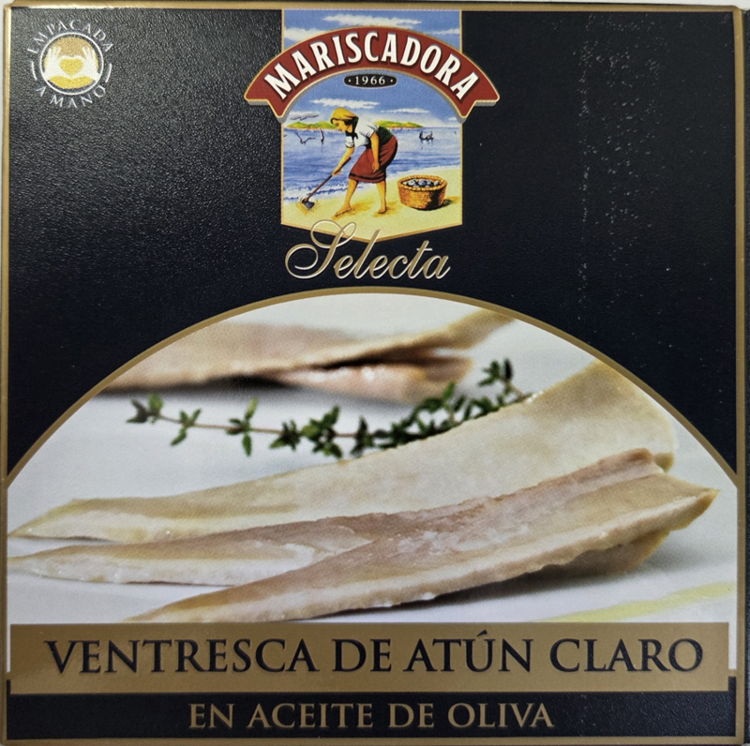 EMPACADA
A MANO
MARISCADORA
·1966·
Selecta
VENTRESCA DE ATÚN CLARO
EN ACEITE DE OLIVA